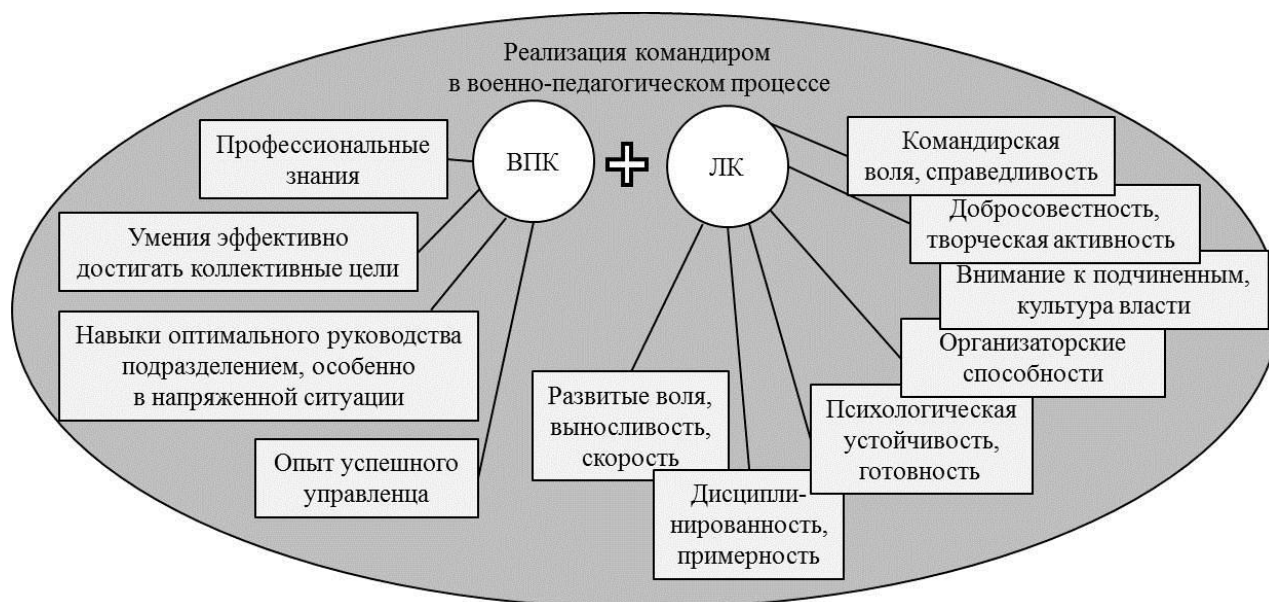 Реализация командиром
в военно-педагогическом процессе
ВПК
ЛК
Профессиональные
знания
Умения эффективно
достигать коллективные цели
Навыки оптимального руководства
подразделением, особенно
в напряженной ситуации
Опыт успешного
управленца
Командирская
воля, справедливость
Добросовестность,
творческая активность
Внимание к подчиненным,
культура власти
Организаторские
способности
Психологическая
устойчивость,
готовность
Развитые воля,
выносливость,
скорость
Дисципли-
нированность,
примерность